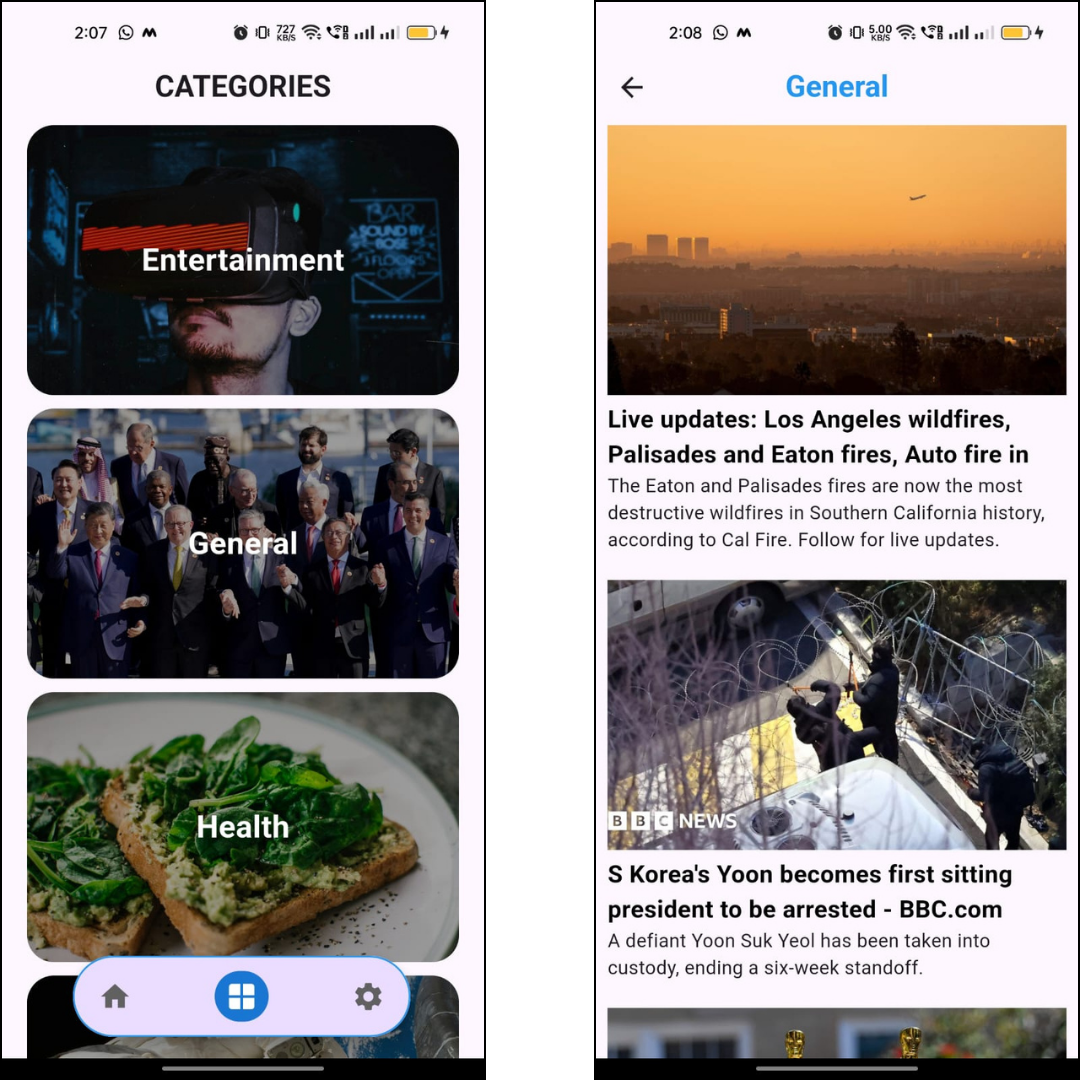 2:07
727
KB/S
CATEGORIES
BAR
SOUND BY
BOSE
3 FLOORS
OPEN
Entertainment
General
Health
2:08
5.00
KB/S
General
Live updates: Los Angeles wildfires,
Palisades and Eaton fires, Auto fire in
The Eaton and Palisades fires are now the most
destructive wildfires in Southern California history,
according to Cal Fire. Follow for live updates.
BBC NEWS
S Korea's Yoon becomes first sitting
president to be arrested - BBC.com
A defiant Yoon Suk Yeol has been taken into
custody, ending a six-week standoff.